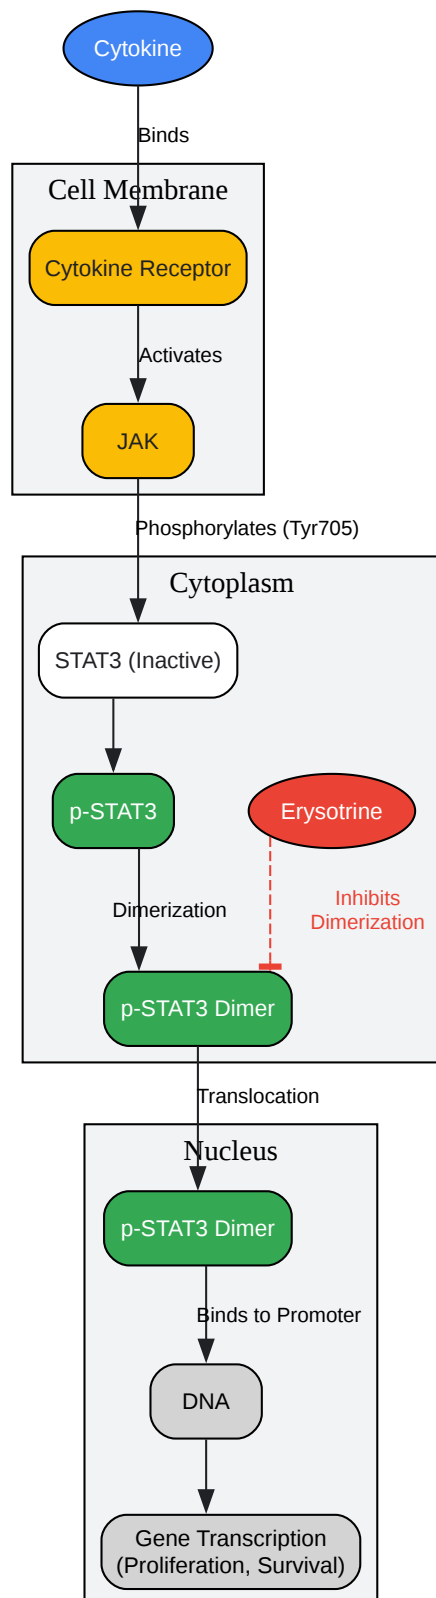 Cytokine
Binds
Cell Membrane
Cytokine Receptor
Activates
JAK
Phosphorylates (Tyr705)
Cytoplasm
STAT3 (Inactive)
p-STAT3
Erysotrine
Dimerization
Inhibits
Dimerization
p-STAT3 Dimer
Translocation
Nucleus
p-STAT3 Dimer
Binds to Promoter
DNA
Gene Transcription
(Proliferation, Survival)